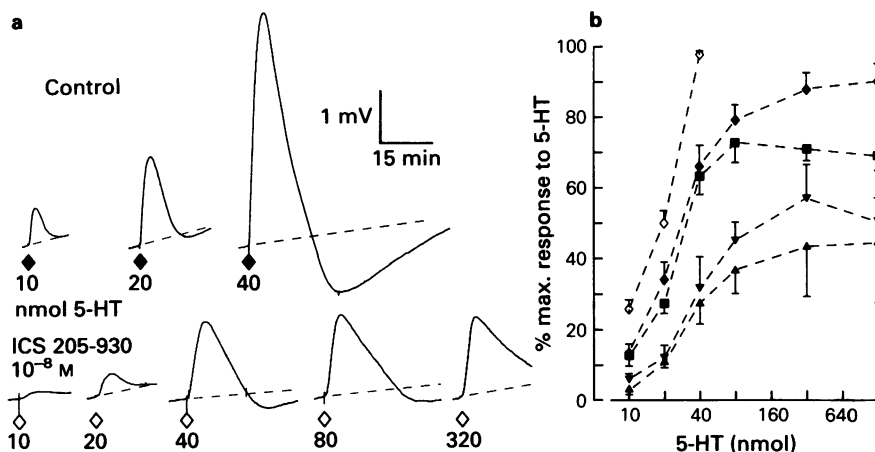 a
Control
1 mV
15 min
10
20
40
nmol 5-HT
ICS 205-930
10⁻⁸ M
10
20
40
80
320
b
% max. response to 5-HT
100
80
60
40
20
0
10
40
160
640
5-HT (nmol)